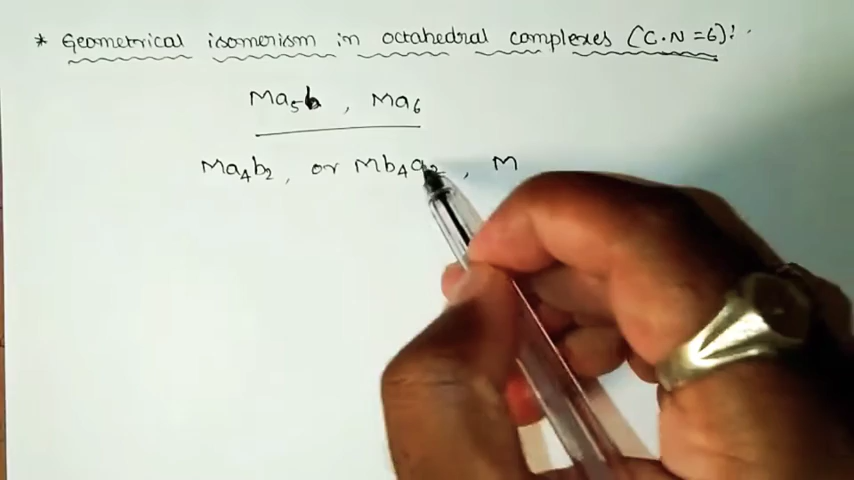 * Geometrical isomerism in octahedral complexes (C.N=6):
Ma₅b , Ma₆
Ma₄b₂ , or Mb₄a₂ , M